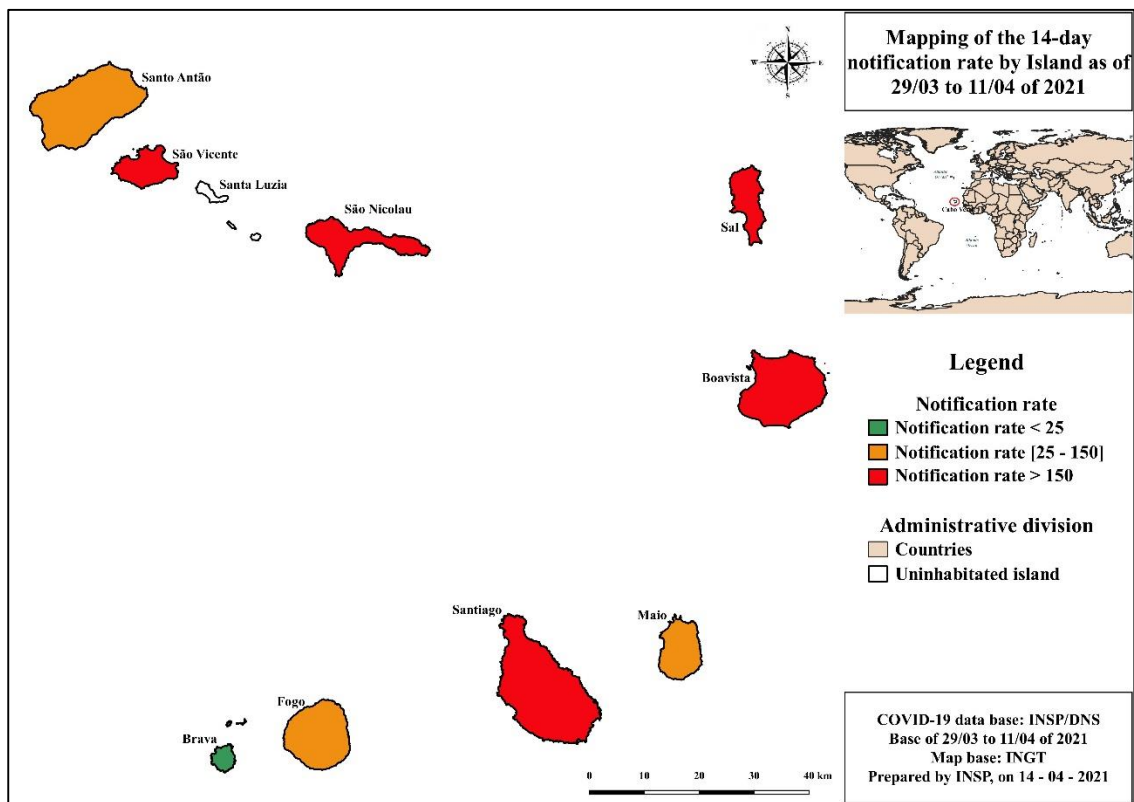 Mapping of the 14-day
notification rate by Island as of
29/03 to 11/04 of 2021
N
W
E
S
Santo Antão
São Vicente
Santa Luzia
São Nicolau
Sal
Boavista
Cabo Verde
Legend
Notification rate
Notification rate < 25
Notification rate [25 - 150]
Notification rate > 150
Administrative division
Countries
Uninhabitated island
Santiago
Maio
Fogo
Brava
COVID-19 data base: INSP/DNS
Base of 29/03 to 11/04 of 2021
Map base: INGT
Prepared by INSP, on 14 - 04 - 2021
0 10 20 30 40 km